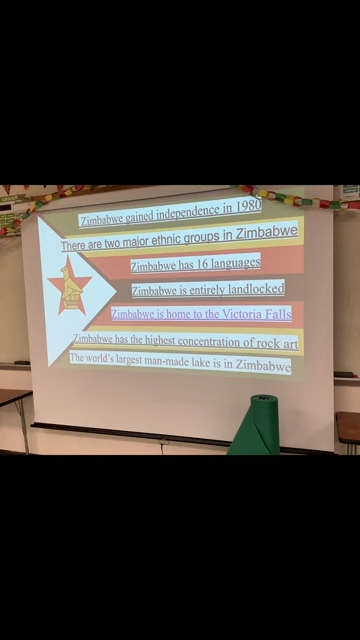 Zimbabwe gained independence in 1980
There are two major ethnic groups in Zimbabwe
Zimbabwe has 16 languages
Zimbabwe is entirely landlocked
Zimbabwe is home to the Victoria Falls
Zimbabwe has the highest concentration of rock art
The world's largest man-made lake is in Zimbabwe